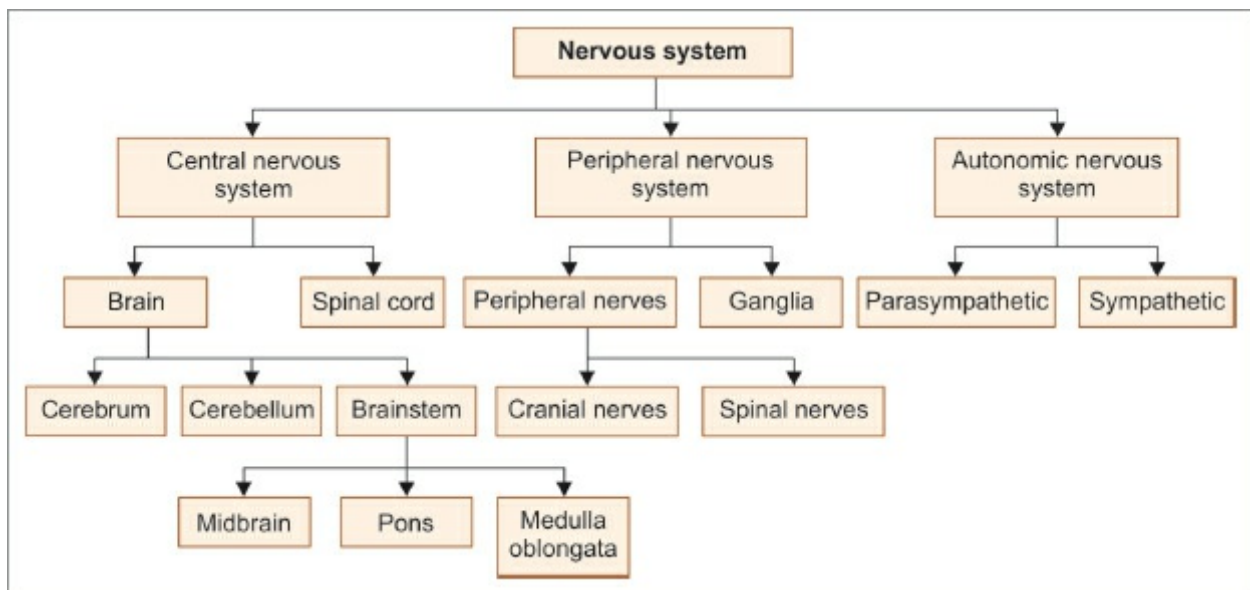 Nervous system
Central nervous
system
Peripheral nervous
system
Autonomic nervous
system
Brain
Spinal cord
Peripheral nerves
Ganglia
Parasympathetic
Sympathetic
Cerebrum
Cerebellum
Brainstem
Cranial nerves
Spinal nerves
Midbrain
Pons
Medulla
oblongata